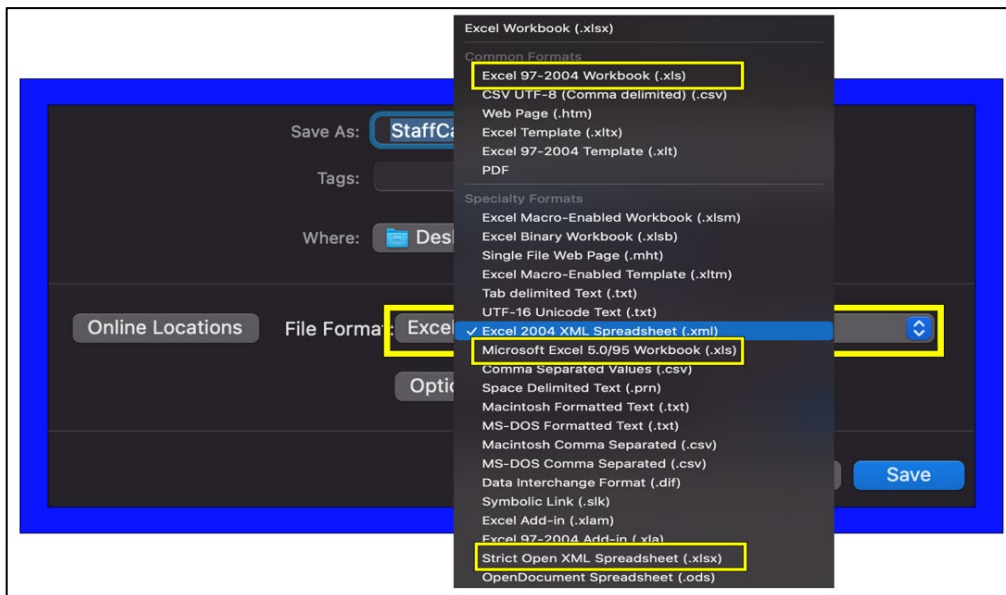 Excel Workbook (.xlsx)
Common Formats
Excel 97-2004 Workbook (.xls)
CSV UTF-8 (Comma delimited) (.csv)
Web Page (.htm)
Excel Template (.xltx)
Excel 97-2004 Template (.xlt)
PDF
Specialty Formats
Excel Macro-Enabled Workbook (.xlsm)
Excel Binary Workbook (.xlsb)
Single File Web Page (.mht)
Excel Macro-Enabled Template (.xltm)
Tab delimited Text (.txt)
UTF-16 Unicode Text (.txt)
✓ Excel 2004 XML Spreadsheet (.xml)
Microsoft Excel 5.0/95 Workbook (.xls)
Comma Separated Values (.csv)
Space Delimited Text (.prn)
Macintosh Formatted Text (.txt)
MS-DOS Formatted Text (.txt)
Macintosh Comma Separated (.csv)
MS-DOS Comma Separated (.csv)
Data Interchange Format (.dif)
Symbolic Link (.slk)
Excel Add-in (.xlam)
Excel 97-2004 Add-in (.xla)
Strict Open XML Spreadsheet (.xlsx)
OpenDocument Spreadsheet (.ods)
Save As: StaffCa
Tags:
Where: Des
Online Locations File Format: Excel
Optio
Save